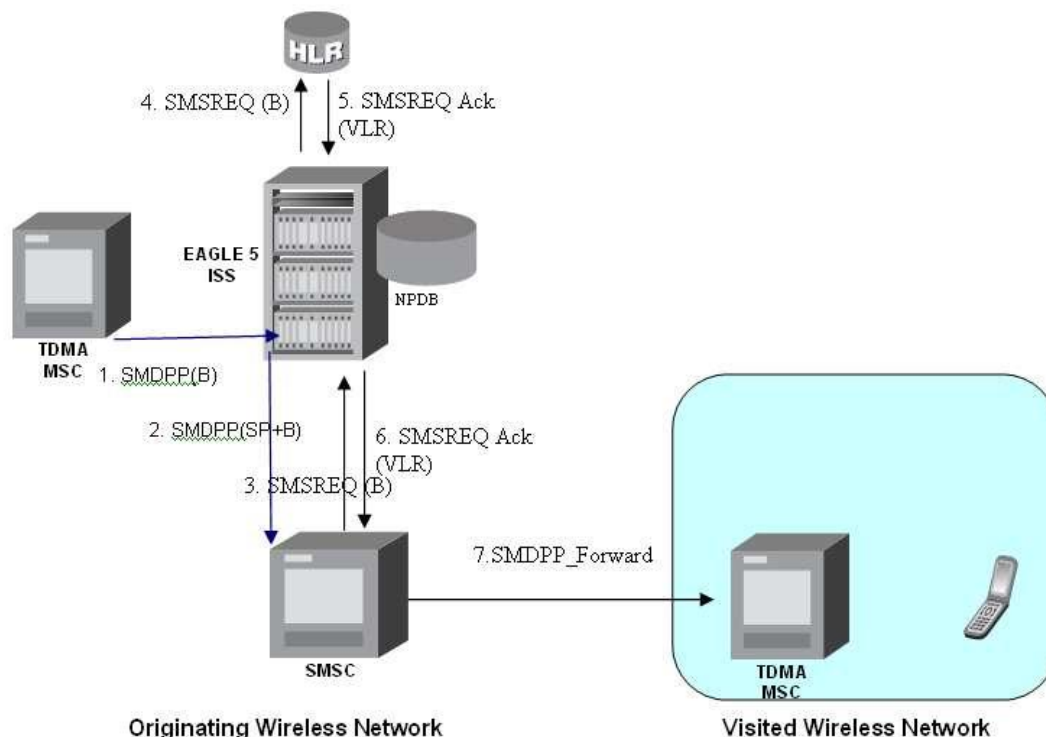 HLR
4. SMSREQ (B)
5. SMSREQ Ack
(VLR)
EAGLE 5
ISS
NPDB
TDMA
MSC
1. SMDPP(B)
2. SMDPP(SP+B)
6. SMSREQ Ack
(VLR)
3. SMSREQ (B)
7.SMDPP_Forward
SMSC
TDMA
MSC
Originating Wireless Network
Visited Wireless Network